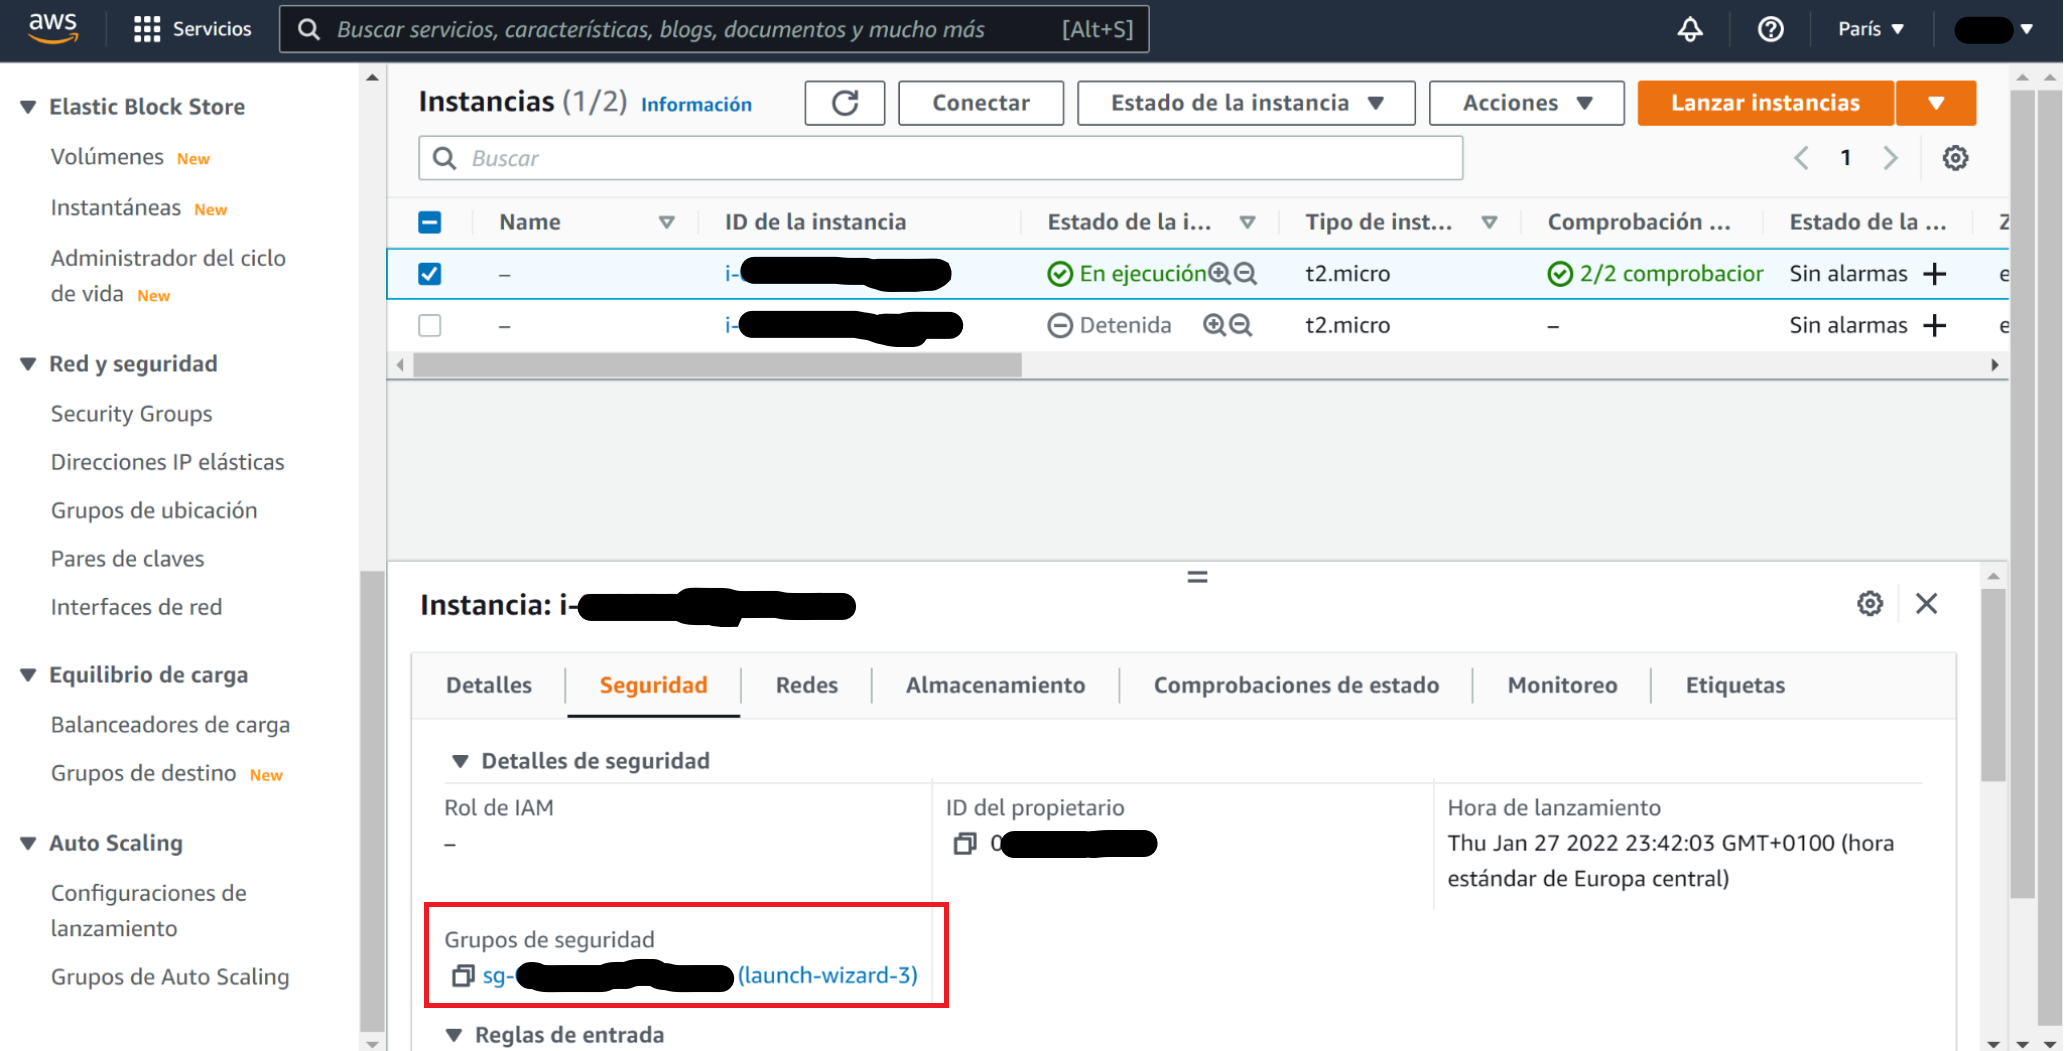 aws Servicios Buscar servicios, características, blogs, documentos y mucho más [Alt+S] París
Elastic Block Store
Volúmenes New
Instantáneas New
Administrador del ciclo
de vida New
Red y seguridad
Security Groups
Direcciones IP elásticas
Grupos de ubicación
Pares de claves
Interfaces de red
Equilibrio de carga
Balanceadores de carga
Grupos de destino New
Auto Scaling
Configuraciones de
lanzamiento
Grupos de Auto Scaling
Instancias (1/2) Información Conectar Estado de la instancia Acciones Lanzar instancias
Buscar 1
Name ID de la instancia Estado de la i... Tipo de inst... Comprobación ... Estado de la ... Z
– i- En ejecución t2.micro 2/2 comprobacior Sin alarmas e
– i- Detenida t2.micro – Sin alarmas e
Instancia: i-
Detalles Seguridad Redes Almacenamiento Comprobaciones de estado Monitoreo Etiquetas
Detalles de seguridad
Rol de IAM ID del propietario Hora de lanzamiento
– 0 Thu Jan 27 2022 23:42:03 GMT+0100 (hora
estándar de Europa central)
Grupos de seguridad
sg- (launch-wizard-3)
Reglas de entrada